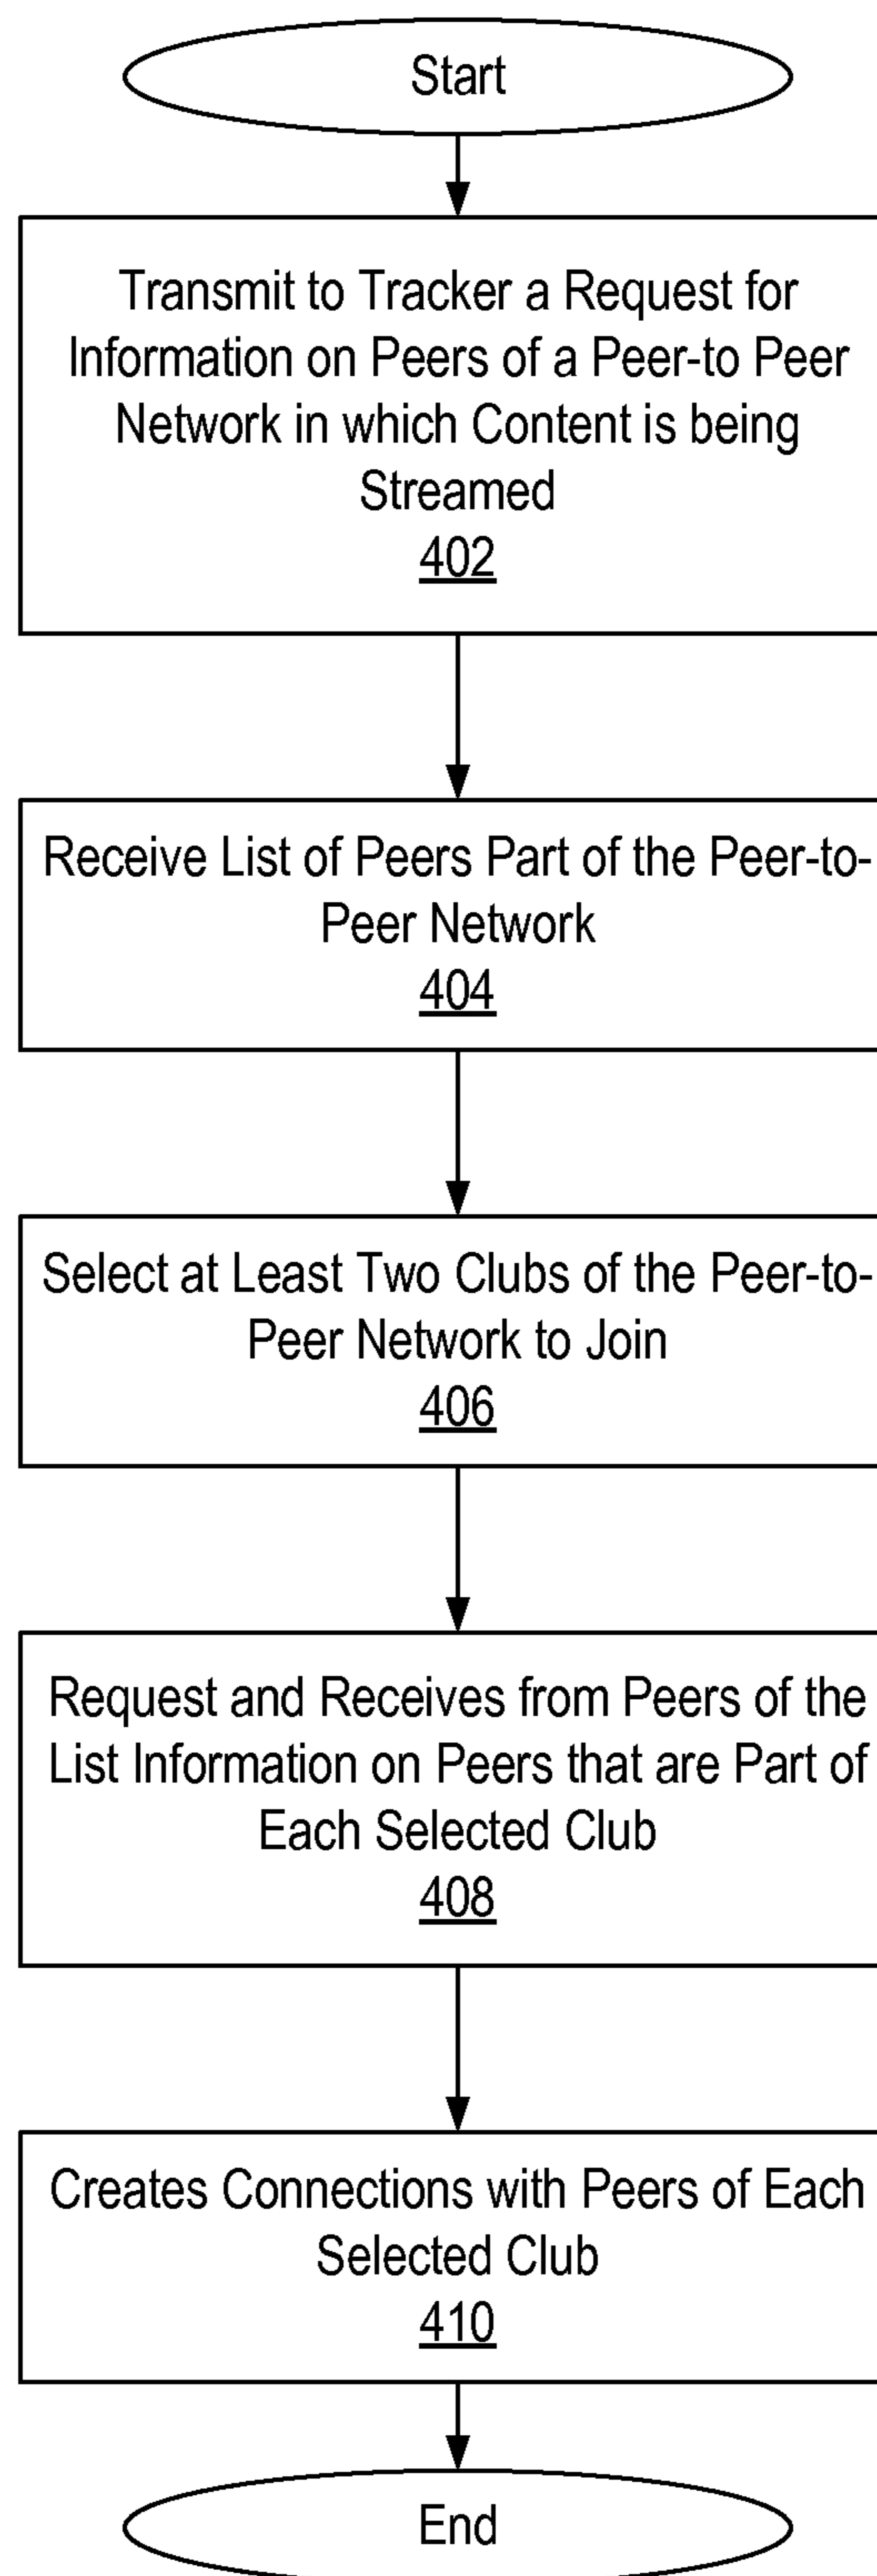 Start
Transmit to Tracker a Request for
Information on Peers of a Peer-to Peer
Network in which Content is being
Streamed
402
Receive List of Peers Part of the Peer-to-
Peer Network
404
Select at Least Two Clubs of the Peer-to-
Peer Network to Join
406
Request and Receives from Peers of the
List Information on Peers that are Part of
Each Selected Club
408
Creates Connections with Peers of Each
Selected Club
410
End